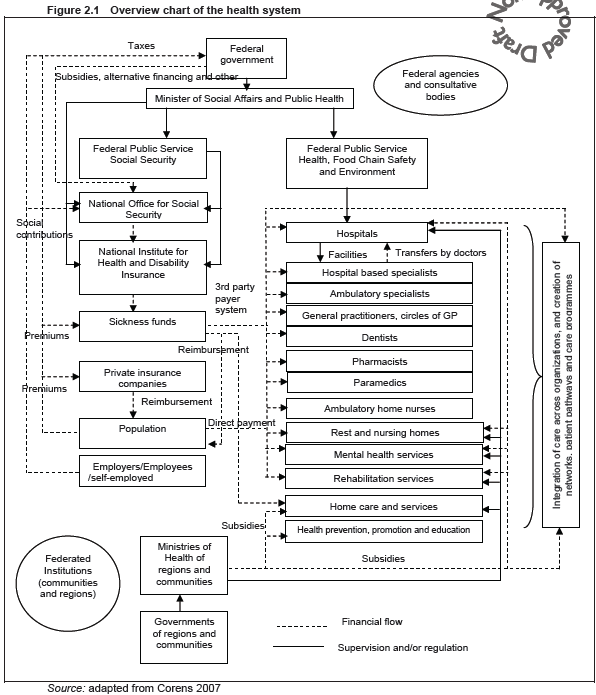 Figure 2.1 Overview chart of the health system
proved
Draft
Taxes
Federal
government
Subsidies, alternative financing and other
Federal agencies
and consultative
bodies
Minister of Social Affairs and Public Health
Federal Public Service
Social Security
Federal Public Service
Health, Food Chain Safety
and Environment
National Office for Social
Security
Social
contributions
Hospitals
Facilities
Transfers by doctors
National Institute for
Health and Disability
Insurance
Hospital based specialists
3rd party
payer
system
Ambulatory specialists
General practitioners, circles of GP
Sickness funds
Premiums
Dentists
Reimbursement
Pharmacists
Private insurance
companies
Premiums
Paramedics
Reimbursement
Ambulatory home nurses
Population
Direct payment
Rest and nursing homes
Mental health services
Employers/Employees
/self-employed
Rehabilitation services
Home care and services
Subsidies
Health prevention, promotion and education
Integration of care across organizations, and creation of
networks, patient pathways and care programmes
Ministries of
Health of
regions and
communities
Subsidies
Federated
Institutions
(communities
and regions)
Governments
of regions and
communities
Financial flow
Supervision and/or regulation
Source: adapted from Corens 2007